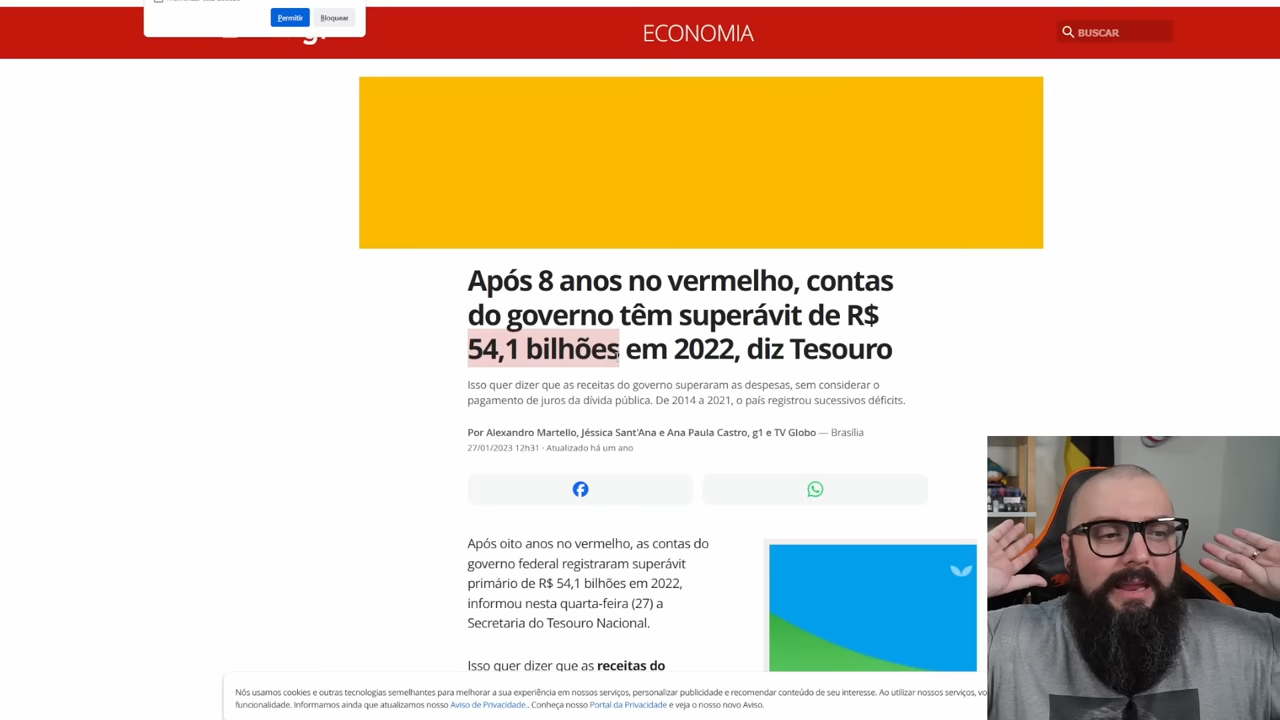 Permitir Bloquear
ECONOMIA
BUSCAR
Após 8 anos no vermelho, contas
do governo têm superávit de R$
54,1 bilhões em 2022, diz Tesouro
Isso quer dizer que as receitas do governo superaram as despesas, sem considerar o
pagamento de juros da dívida pública. De 2014 a 2021, o país registrou sucessivos déficits.
Por Alexandro Martello, Jéssica Sant'Ana e Ana Paula Castro, g1 e TV Globo — Brasília
27/01/2023 12h31 · Atualizado há um ano
Após oito anos no vermelho, as contas do
governo federal registraram superávit
primário de R$ 54,1 bilhões em 2022,
informou nesta quarta-feira (27) a
Secretaria do Tesouro Nacional.
Isso quer dizer que as receitas do
Nós usamos cookies e outras tecnologias semelhantes para melhorar a sua experiência em nossos serviços, personalizar publicidade e recomendar conteúdo de seu interesse. Ao utilizar nossos serviços, vo
funcionalidade. Informamos ainda que atualizamos nosso Aviso de Privacidade.. Conheça nosso Portal da Privacidade e veja o nosso novo Aviso.